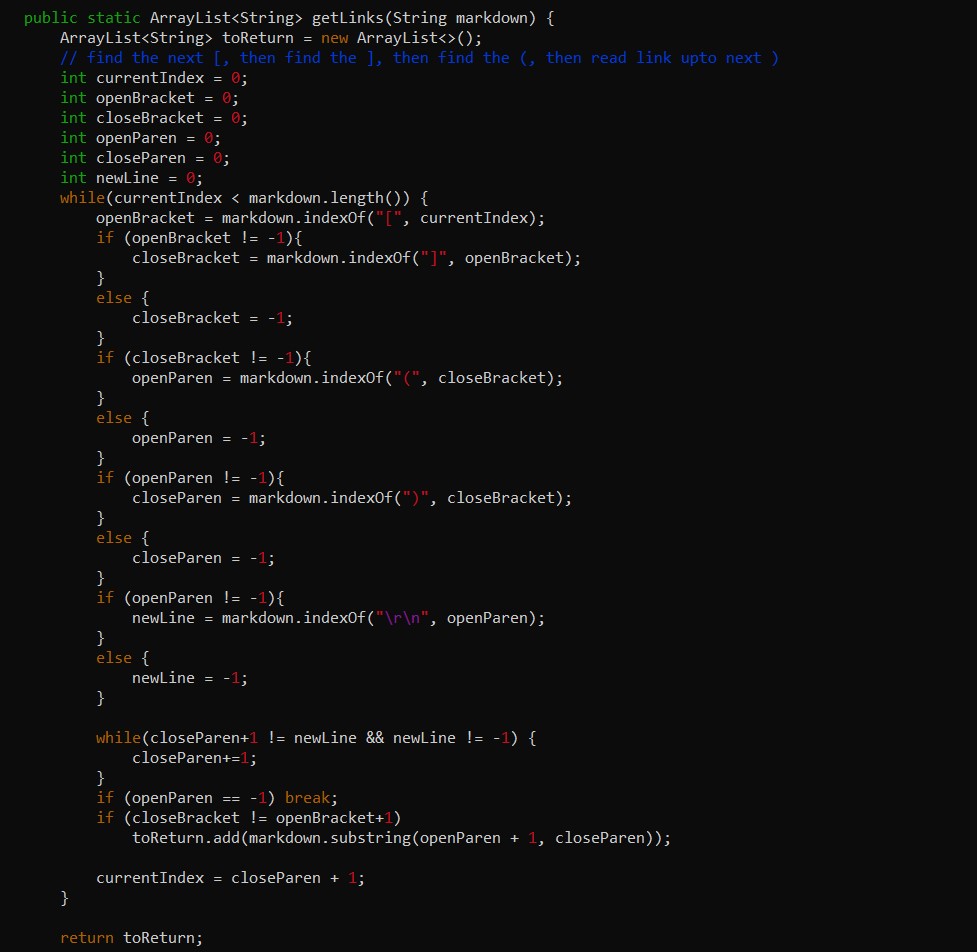 public static ArrayList<String> getLinks(String markdown) {
    ArrayList<String> toReturn = new ArrayList<>();
    // find the next [, then find the ], then find the (, then read link upto next )
    int currentIndex = 0;
    int openBracket = 0;
    int closeBracket = 0;
    int openParen = 0;
    int closeParen = 0;
    int newLine = 0;
    while(currentIndex < markdown.length()) {
        openBracket = markdown.indexOf("[", currentIndex);
        if (openBracket != -1){
            closeBracket = markdown.indexOf("]", openBracket);
        }
        else {
            closeBracket = -1;
        }
        if (closeBracket != -1){
            openParen = markdown.indexOf("(", closeBracket);
        }
        else {
            openParen = -1;
        }
        if (openParen != -1){
            closeParen = markdown.indexOf(")", closeBracket);
        }
        else {
            closeParen = -1;
        }
        if (openParen != -1){
            newLine = markdown.indexOf("\r\n", openParen);
        }
        else {
            newLine = -1;
        }

        while(closeParen+1 != newLine && newLine != -1) {
            closeParen+=1;
        }
        if (openParen == -1) break;
        if (closeBracket != openBracket+1)
            toReturn.add(markdown.substring(openParen + 1, closeParen));

        currentIndex = closeParen + 1;
    }

    return toReturn;